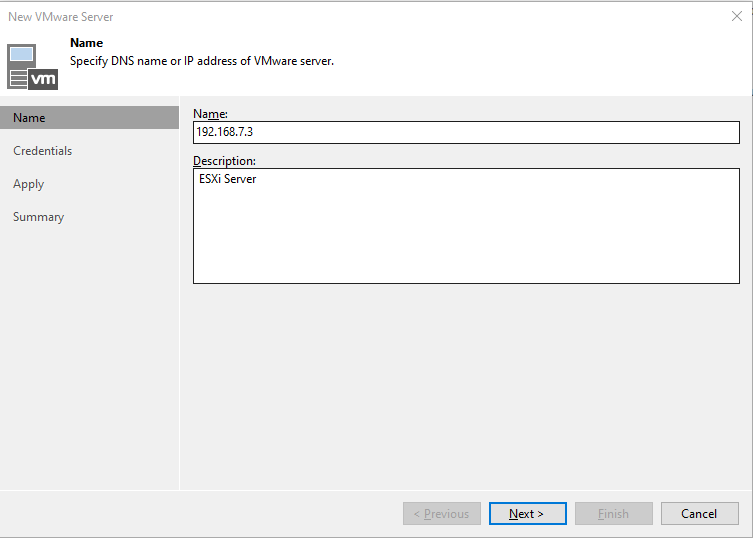 New VMware Server
Name
Specify DNS name or IP address of VMware server.
vm
Name
Credentials
Apply
Summary
Name:
192.168.7.3
Description:
ESXi Server
< Previous
Next >
Finish
Cancel